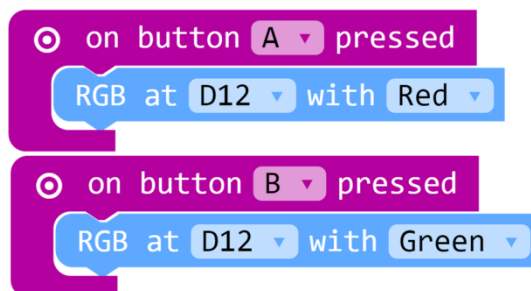 on button A pressed
RGB at D12 with Red
on button B pressed
RGB at D12 with Green